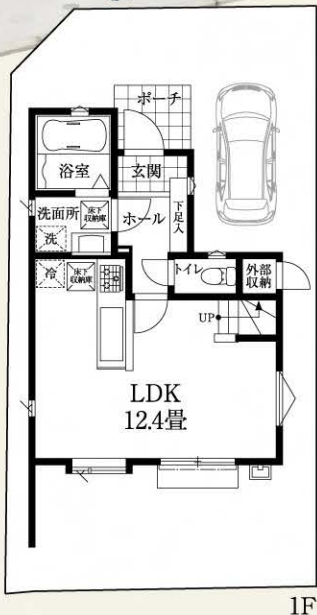 ポーチ
浴室
玄関
洗面所
床下
収納庫
ホール
下足入
洗
冷
床下
収納庫
トイレ
外部
収納
UP
LDK
12.4畳
1F